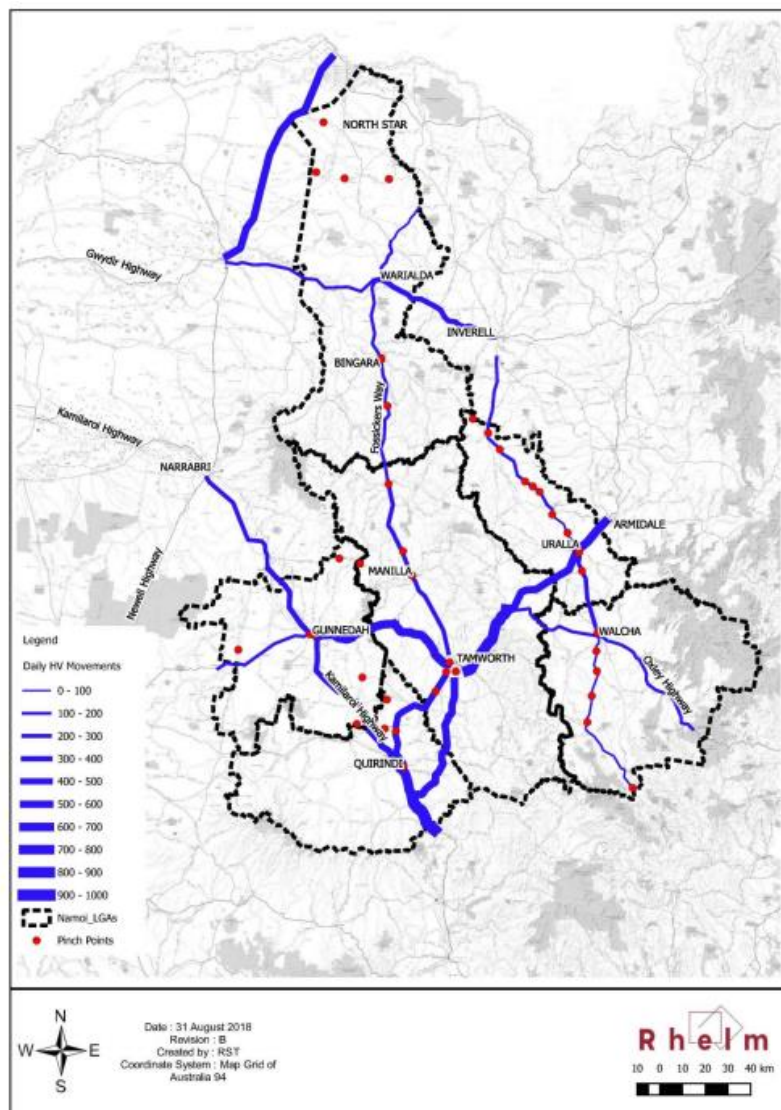 NORTH STAR
Gwydir Highway
WARIALDA
INVERELL
BINGARA
Fossickers Way
Kamilaroi Highway
NARRABRI
ARMIDALE
URALLA
Newell Highway
MANILLA
GUNNEDAH
WALCHA
TAMWORTH
Oxley Highway
Kamilaroi Highway
QUIRINDI
Legend
Daily HV Movements
0 - 100
100 - 200
200 - 300
300 - 400
400 - 500
500 - 600
600 - 700
700 - 800
800 - 900
900 - 1000
Namoi_LGAs
Pinch Points
N
W E
S
Date : 31 August 2018
Revision : B
Created by : RST
Coordinate System : Map Grid of
Australia 94
Rhelm
10 0 10 20 30 40 km